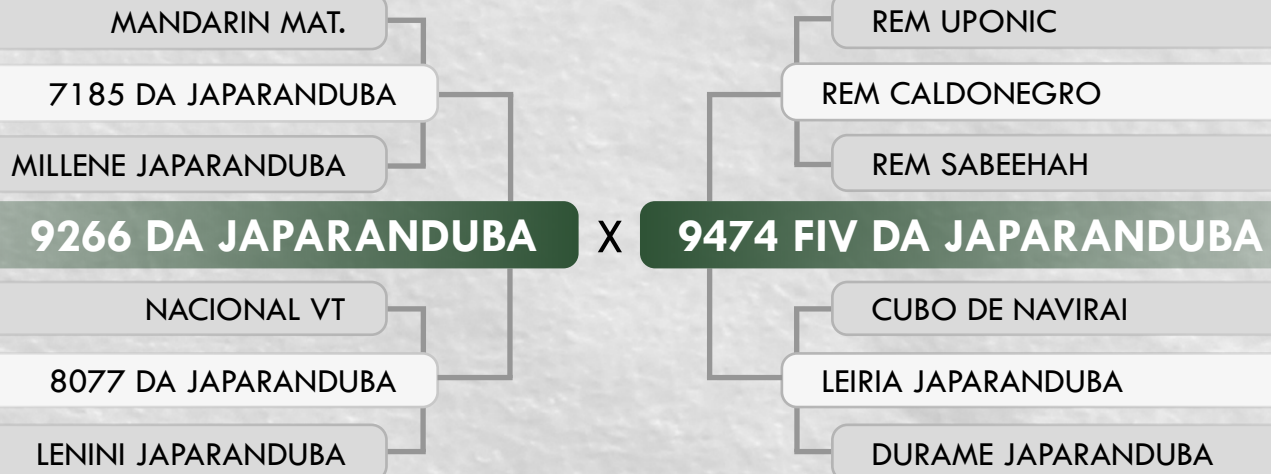 MANDARIN MAT.
7185 DA JAPARANDUBA
MILLENE JAPARANDUBA
9266 DA JAPARANDUBA
NACIONAL VT
8077 DA JAPARANDUBA
LENINI JAPARANDUBA
X
REM UPONIC
REM CALDONEGRO
REM SABEEHAH
9474 FIV DA JAPARANDUBA
CUBO DE NAVIRAI
LEIRIA JAPARANDUBA
DURAME JAPARANDUBA